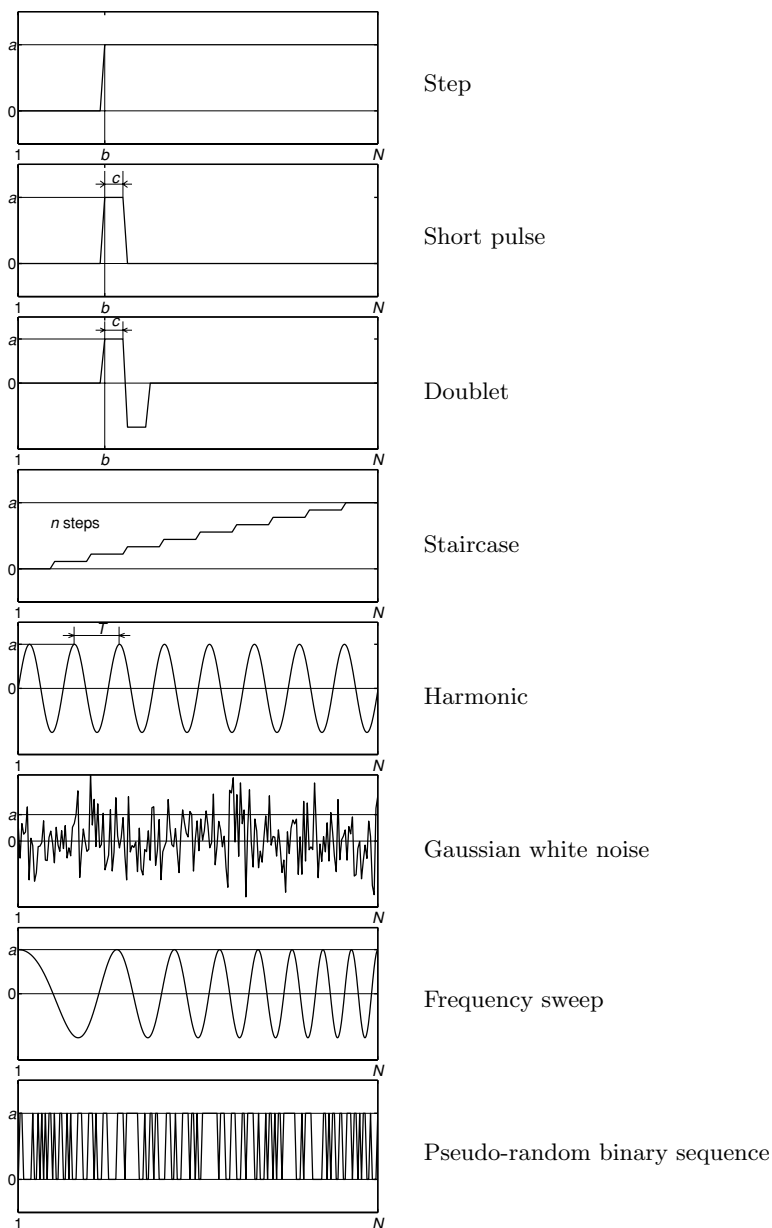 a
0
1 b N
Step
c
a
0
1 b N
Short pulse
c
a
0
1 b N
Doublet
a
n steps
0
1 N
Staircase
T
a
0
1 N
Harmonic
a
0
1 N
Gaussian white noise
a
0
1 N
Frequency sweep
a
0
1 N
Pseudo-random binary sequence